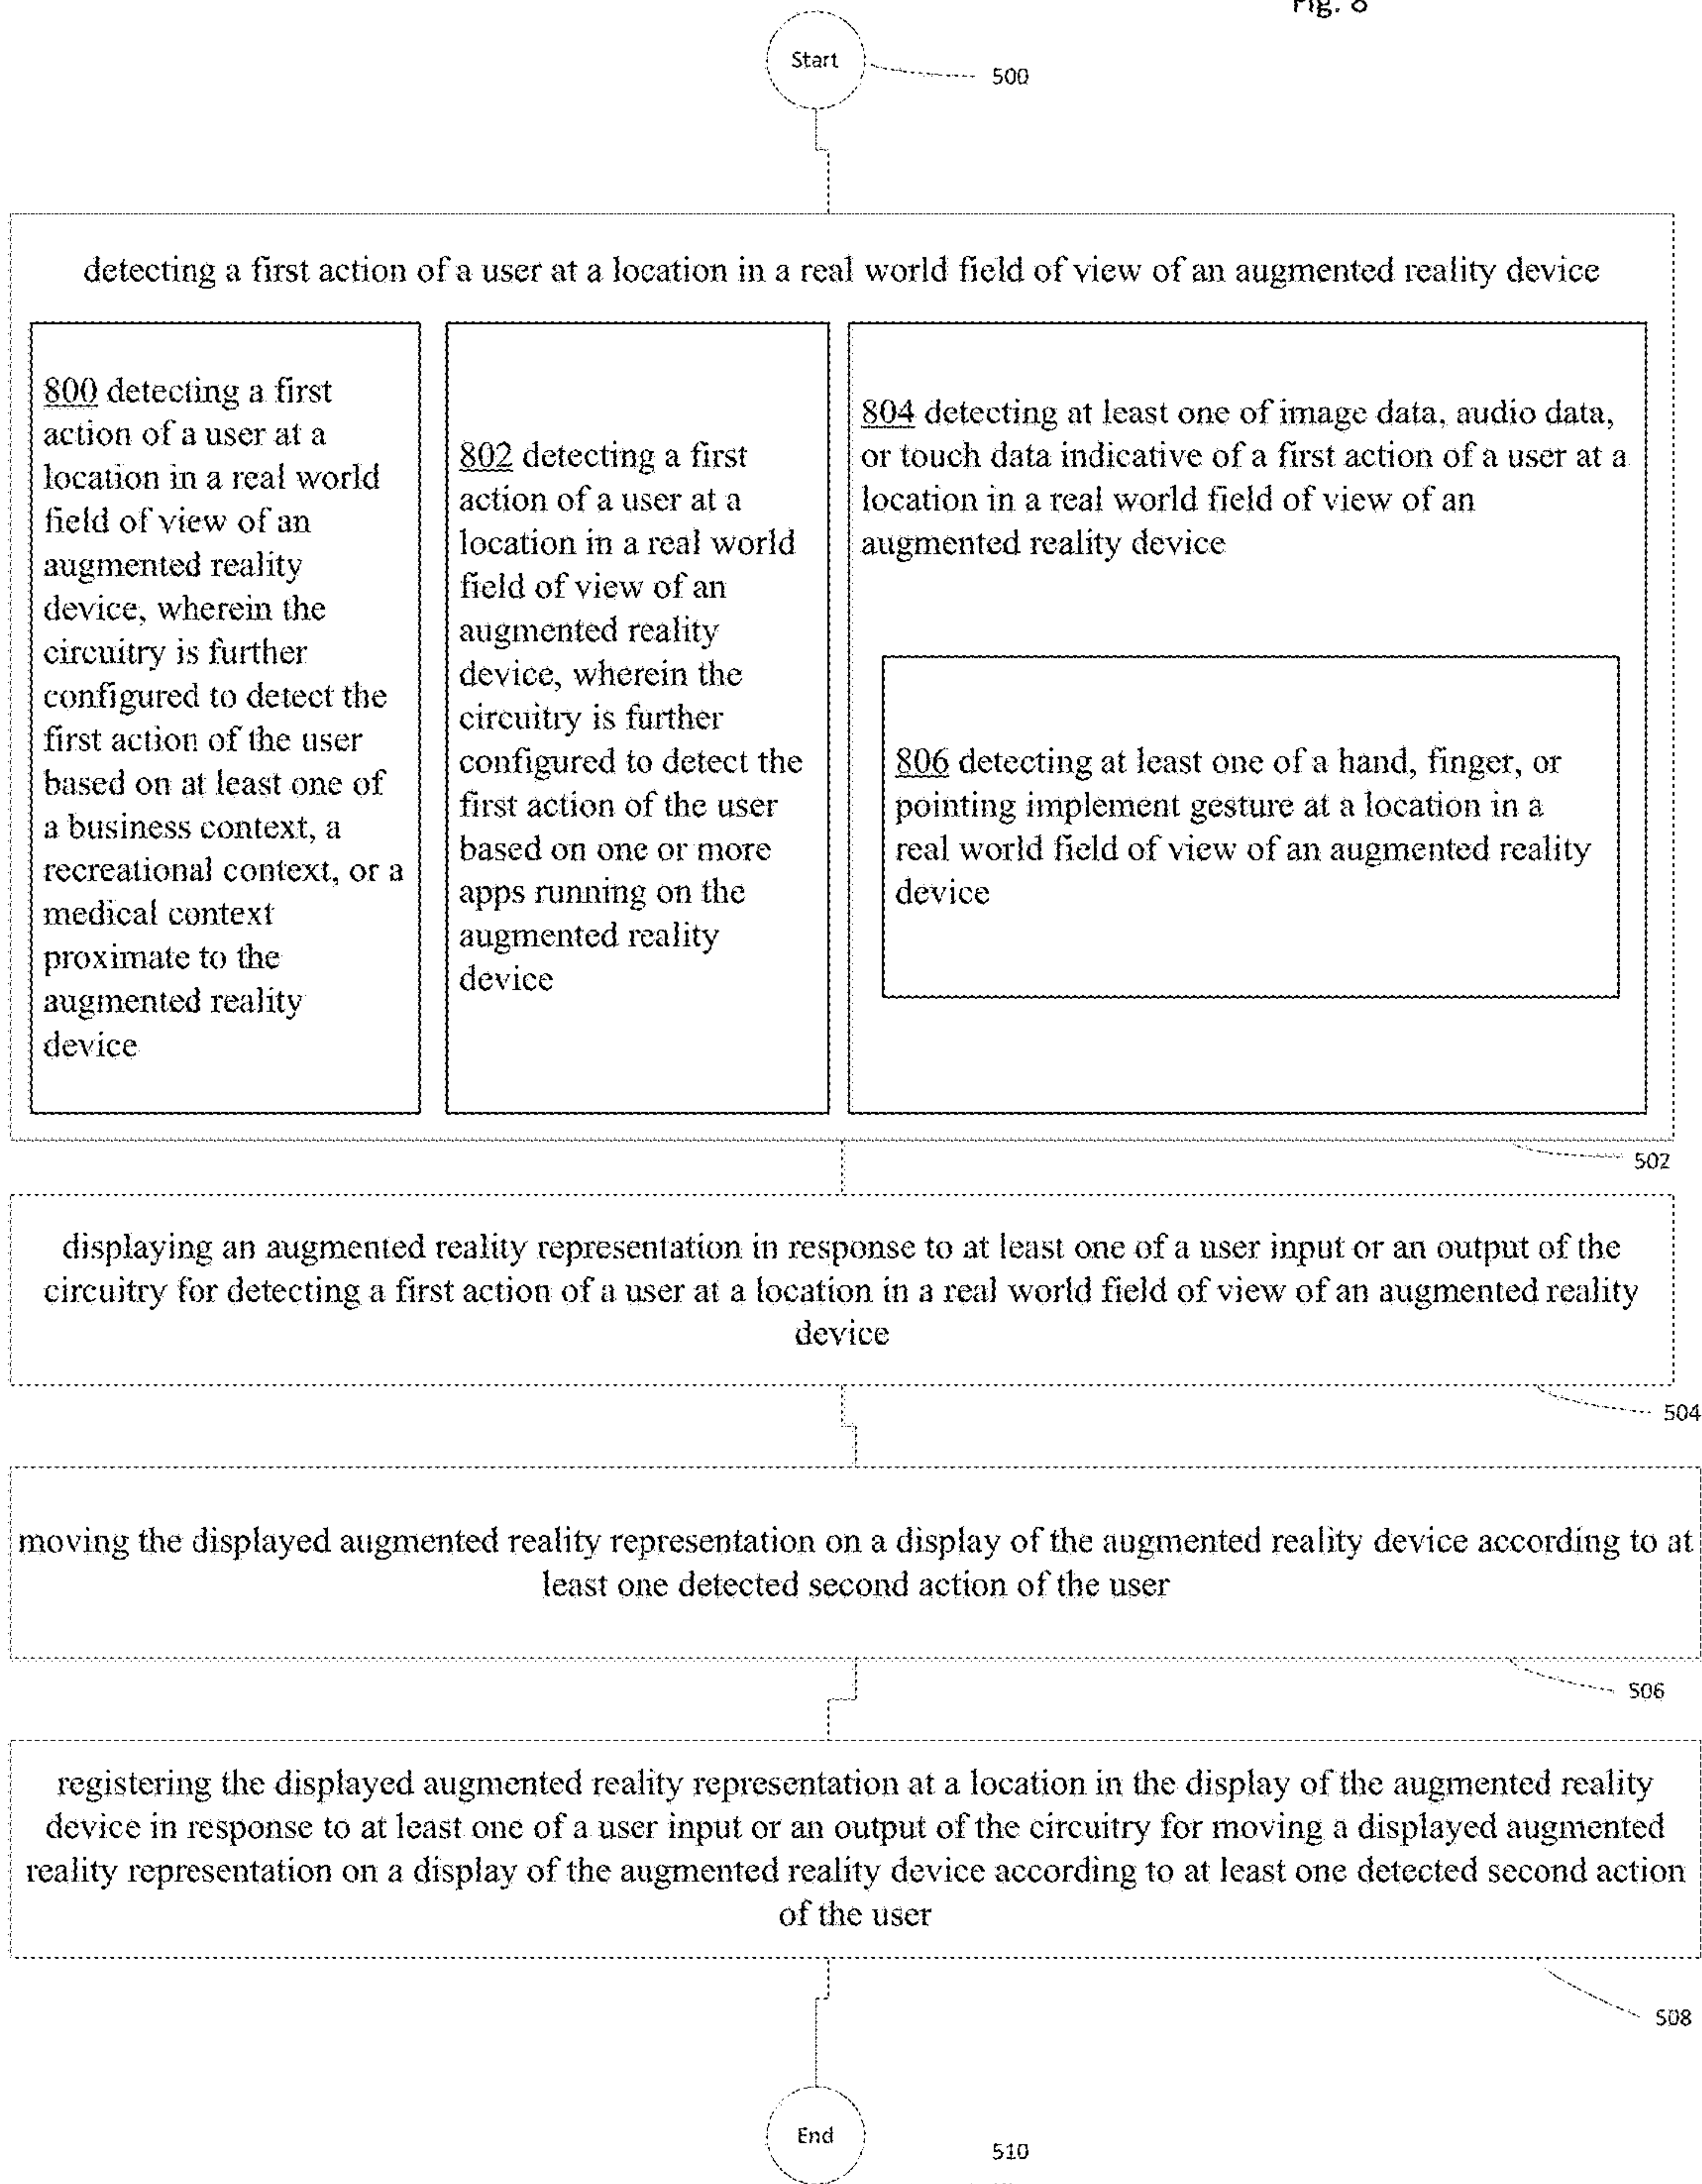 Fig. 8
Start
500
detecting a first action of a user at a location in a real world field of view of an augmented reality device
800 detecting a first
action of a user at a
location in a real world
field of view of an
augmented reality
device, wherein the
circuitry is further
configured to detect the
first action of the user
based on at least one of
a business context, a
recreational context, or a
medical context
proximate to the
augmented reality
device
802 detecting a first
action of a user at a
location in a real world
field of view of an
augmented reality
device, wherein the
circuitry is further
configured to detect the
first action of the user
based on one or more
apps running on the
augmented reality
device
804 detecting at least one of image data, audio data,
or touch data indicative of a first action of a user at a
location in a real world field of view of an
augmented reality device
806 detecting at least one of a hand, finger, or
pointing implement gesture at a location in a
real world field of view of an augmented reality
device
502
displaying an augmented reality representation in response to at least one of a user input or an output of the
circuitry for detecting a first action of a user at a location in a real world field of view of an augmented reality
device
504
moving the displayed augmented reality representation on a display of the augmented reality device according to at
least one detected second action of the user
506
registering the displayed augmented reality representation at a location in the display of the augmented reality
device in response to at least one of a user input or an output of the circuitry for moving a displayed augmented
reality representation on a display of the augmented reality device according to at least one detected second action
of the user
508
End
510